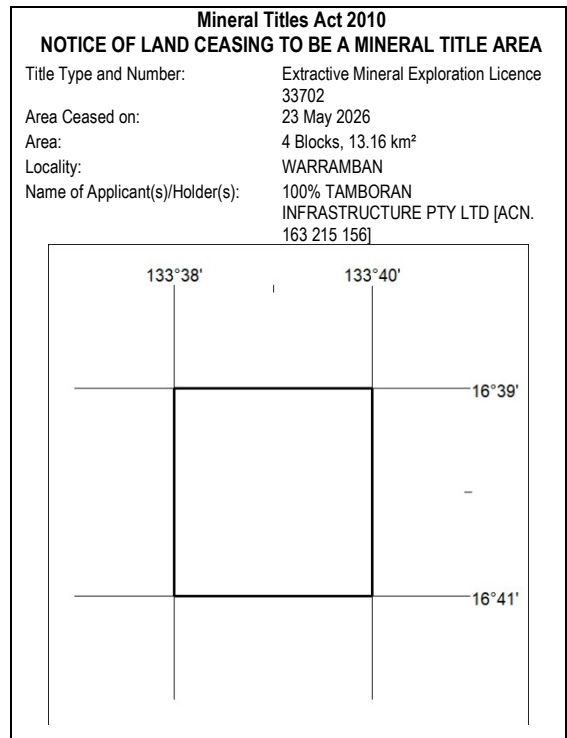 Mineral Titles Act 2010
NOTICE OF LAND CEASING TO BE A MINERAL TITLE AREA
Title Type and Number: Extractive Mineral Exploration Licence
33702
Area Ceased on: 23 May 2026
Area: 4 Blocks, 13.16 km²
Locality: WARRAMBAN
Name of Applicant(s)/Holder(s): 100% TAMBORAN
INFRASTRUCTURE PTY LTD [ACN.
163 215 156]
133°38' 133°40'
16°39'
16°41'